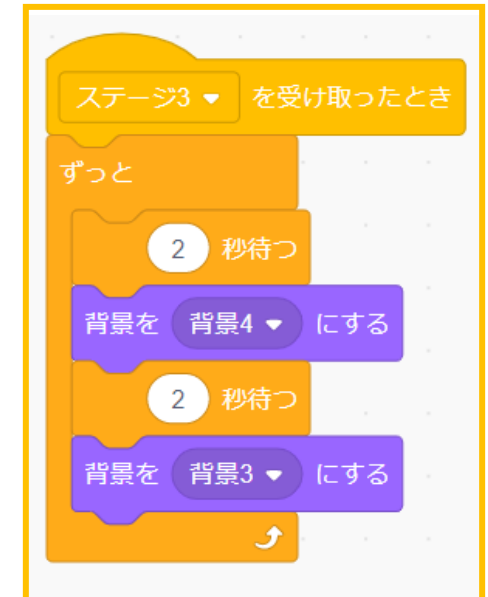 ステージ3 を受け取ったとき
ずっと
2 秒待つ
背景を 背景4 にする
2 秒待つ
背景を 背景3 にする